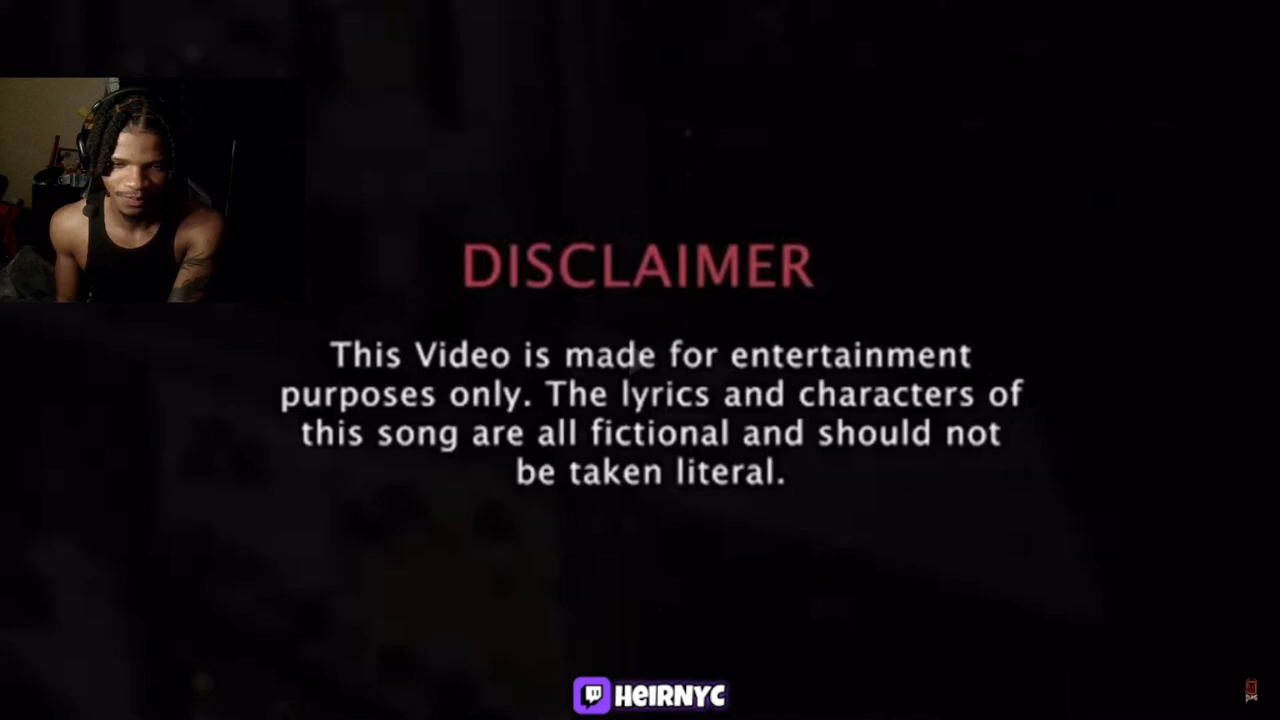 DISCLAIMER
This Video is made for entertainment
purposes only. The lyrics and characters of
this song are all fictional and should not
be taken literal.
HEIRNYC